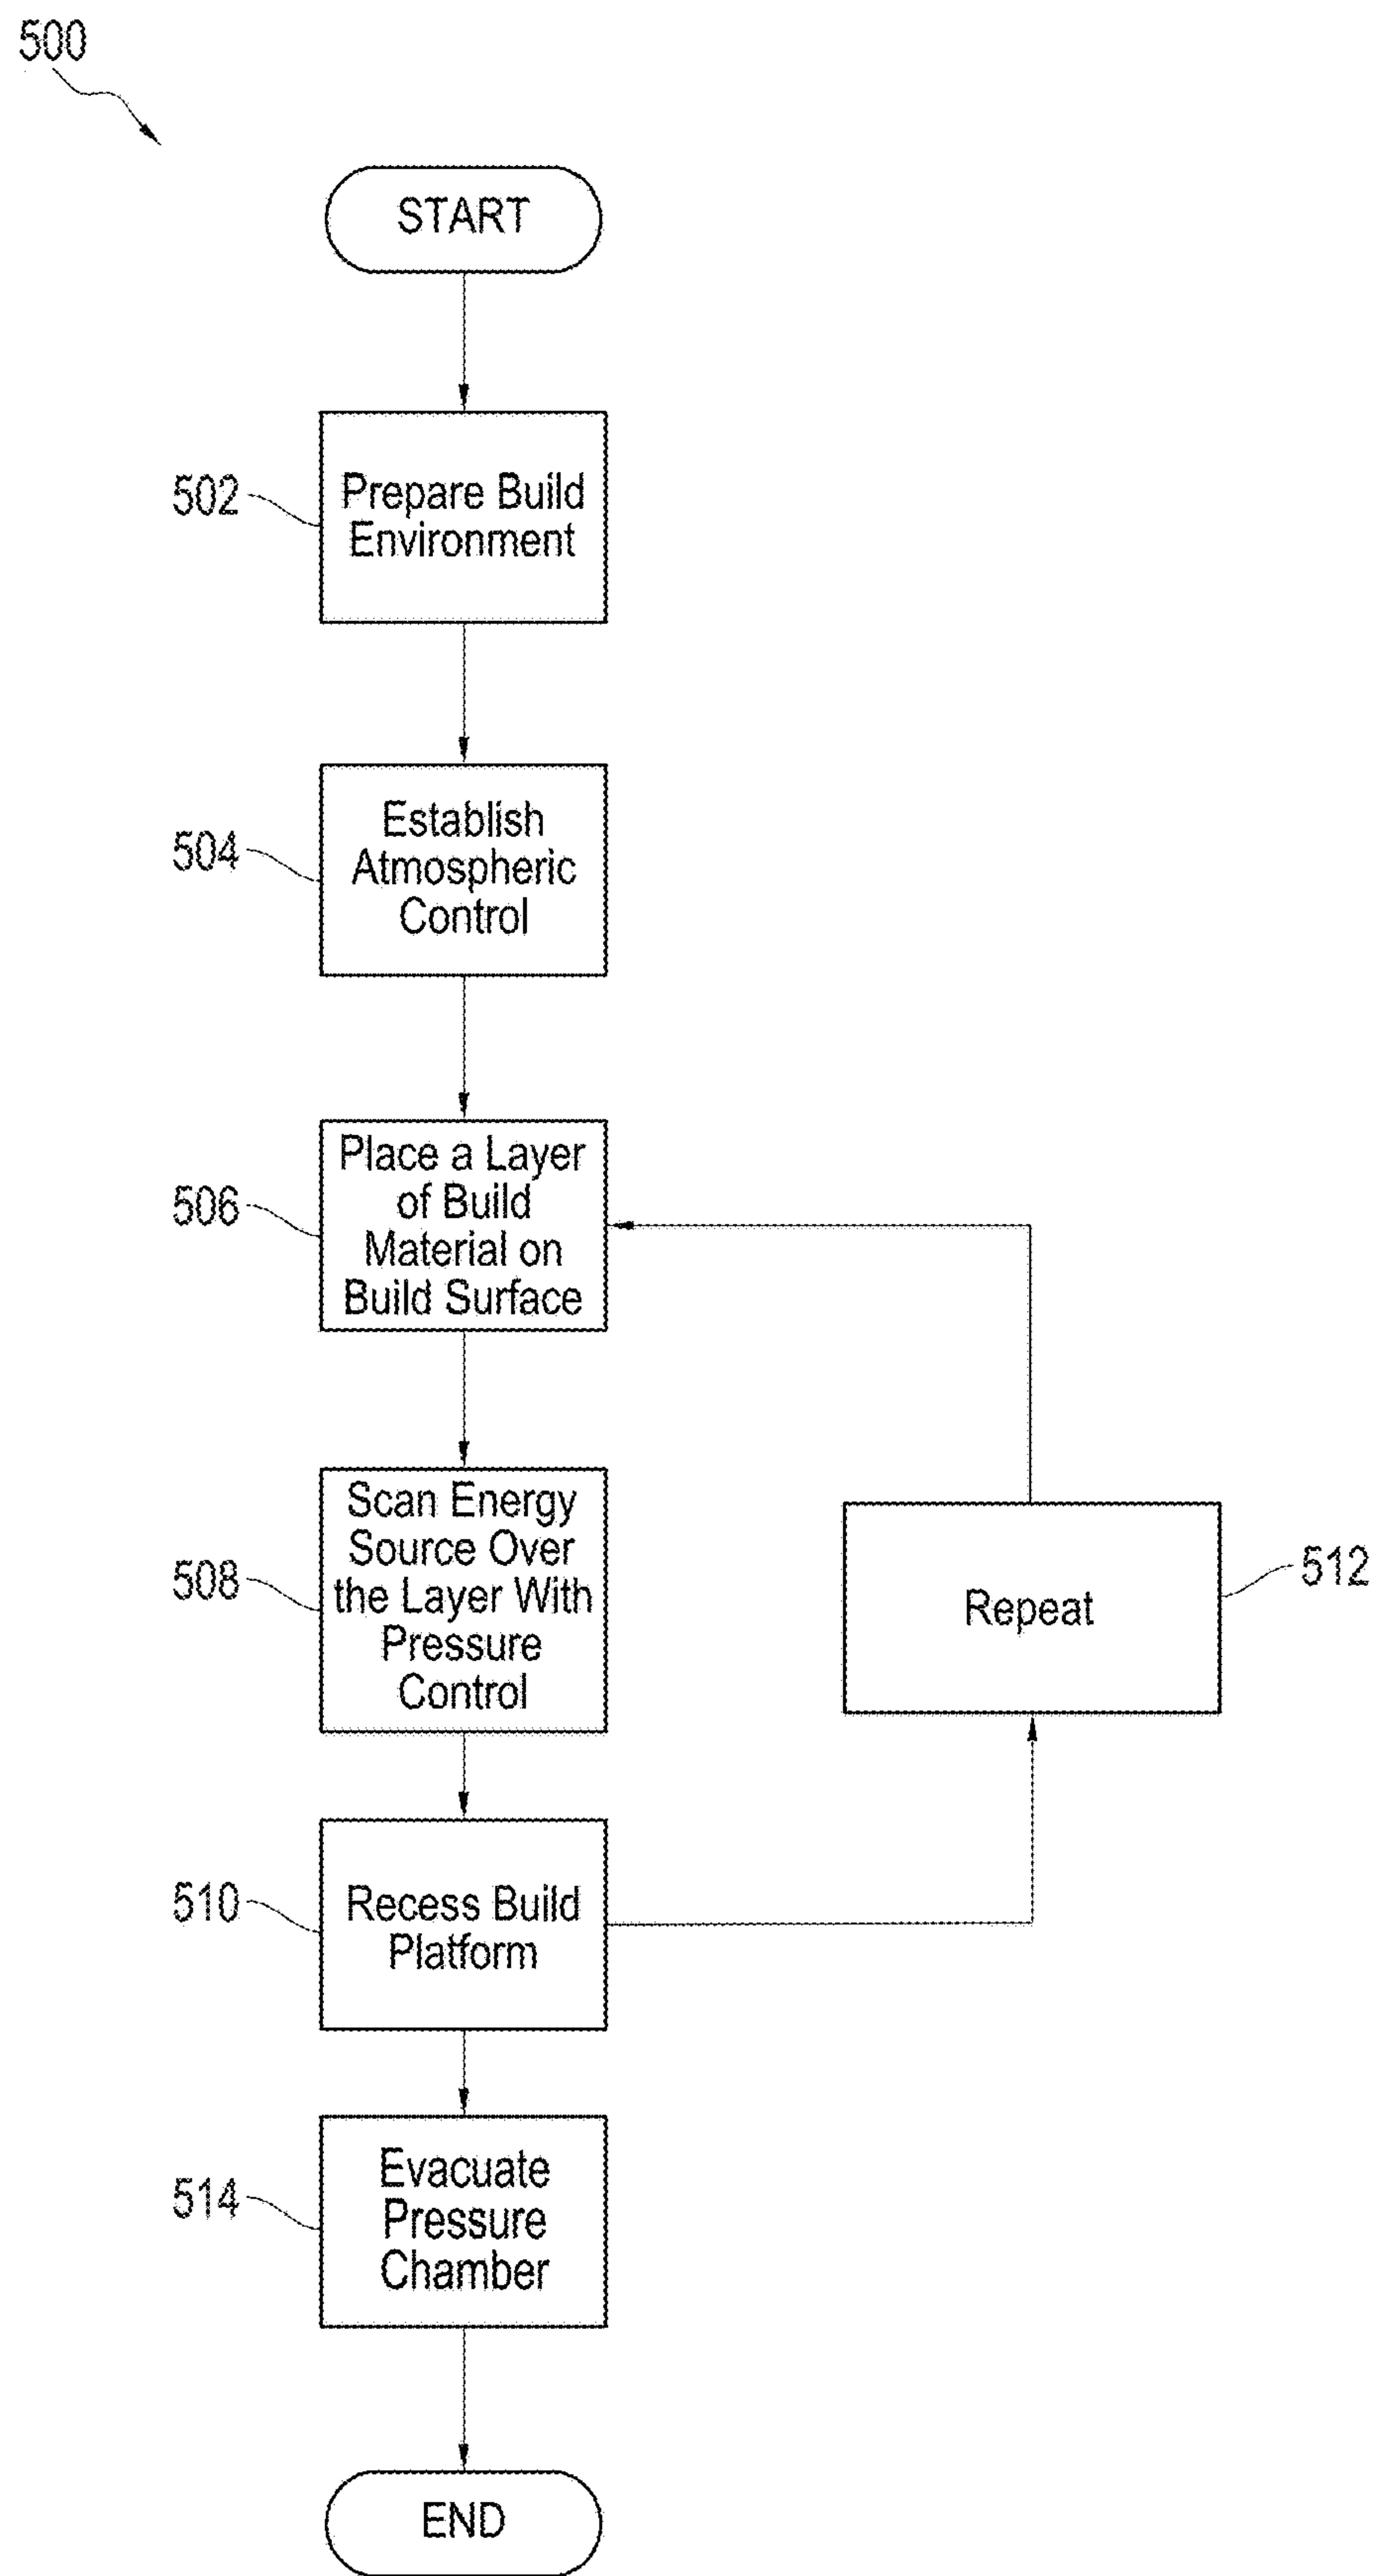 500
START
502
Prepare Build
Environment
504
Establish
Atmospheric
Control
506
Place a Layer
of Build
Material on
Build Surface
508
Scan Energy
Source Over
the Layer With
Pressure
Control
512
Repeat
510
Recess Build
Platform
514
Evacuate
Pressure
Chamber
END